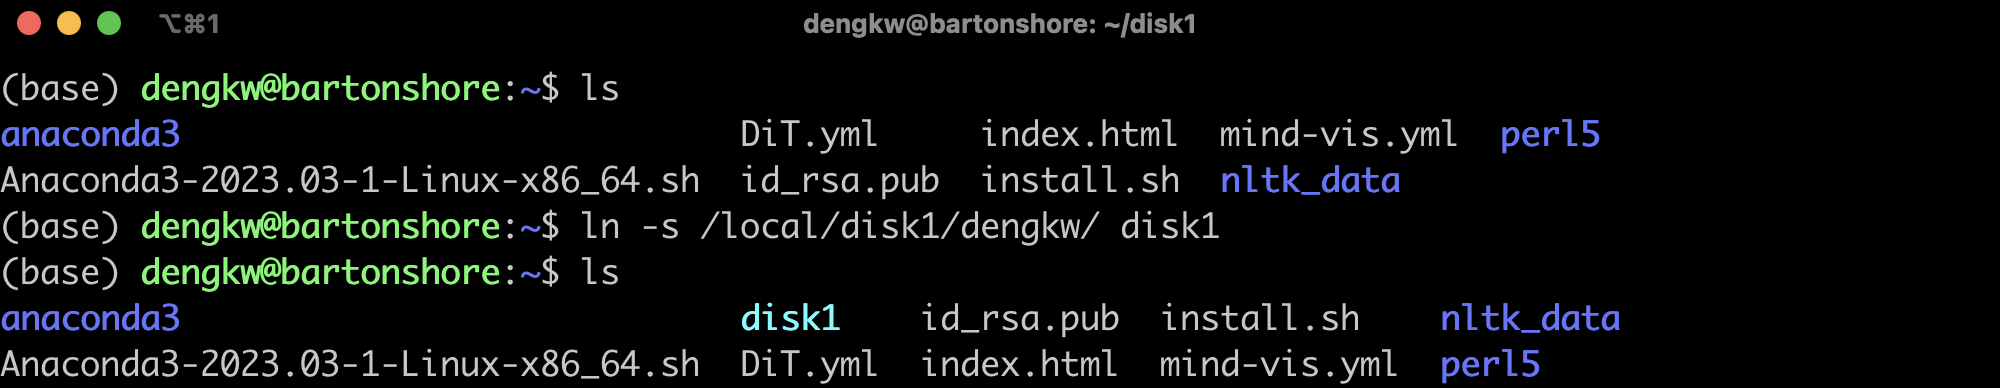 ⌥⌘1 dengkw@bartonshore: ~/disk1
(base) dengkw@bartonshore:~$ ls
anaconda3 DiT.yml index.html mind-vis.yml perl5
Anaconda3-2023.03-1-Linux-x86_64.sh id_rsa.pub install.sh nltk_data
(base) dengkw@bartonshore:~$ ln -s /local/disk1/dengkw/ disk1
(base) dengkw@bartonshore:~$ ls
anaconda3 disk1 id_rsa.pub install.sh nltk_data
Anaconda3-2023.03-1-Linux-x86_64.sh DiT.yml index.html mind-vis.yml perl5